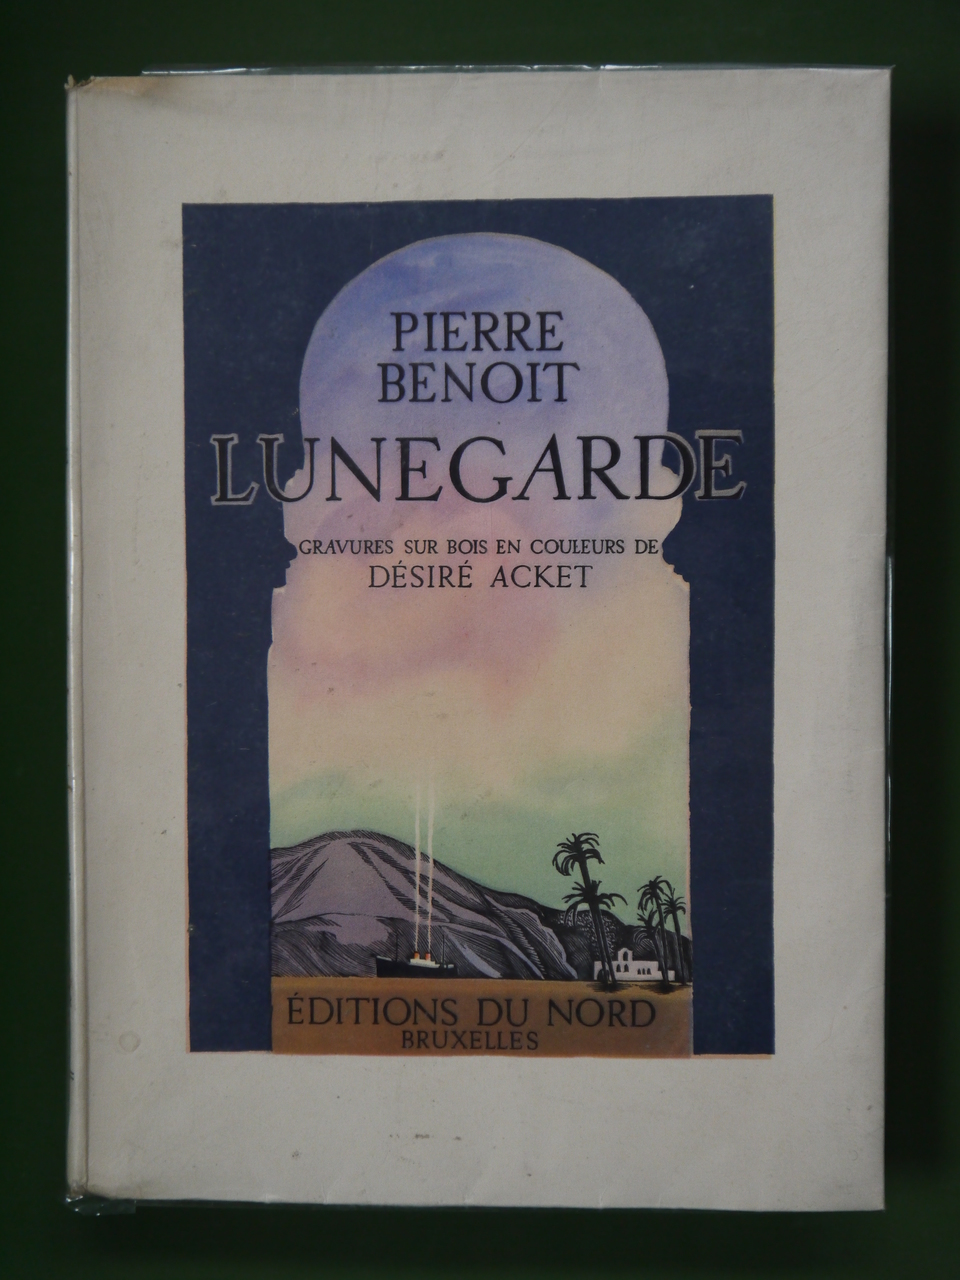 PIERRE
BENOIT
LUNEGARDE
GRAVURES SUR BOIS EN COULEURS DE
DÉSIRÉ ACKET
ÉDITIONS DU NORD
BRUXELLES